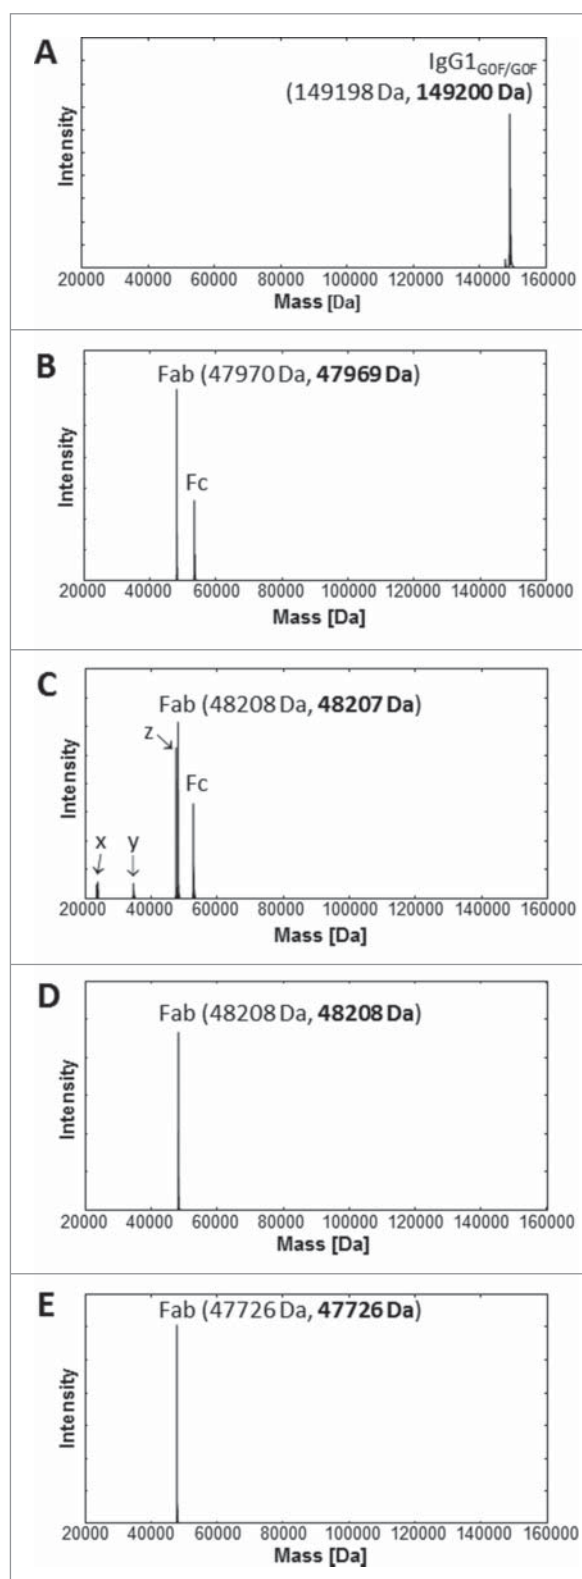 A
IgG1GOF/GOF
(149198 Da, 149200 Da)
Intensity
20000 40000 60000 80000 100000 120000 140000 160000
Mass [Da]
B
Fab (47970 Da, 47969 Da)
Fc
Intensity
20000 40000 60000 80000 100000 120000 140000 160000
Mass [Da]
C
Fab (48208 Da, 48207 Da)
z
Fc
x y
Intensity
20000 40000 60000 80000 100000 120000 140000 160000
Mass [Da]
D
Fab (48208 Da, 48208 Da)
Intensity
20000 40000 60000 80000 100000 120000 140000 160000
Mass [Da]
E
Fab (47726 Da, 47726 Da)
Intensity
20000 40000 60000 80000 100000 120000 140000 160000
Mass [Da]